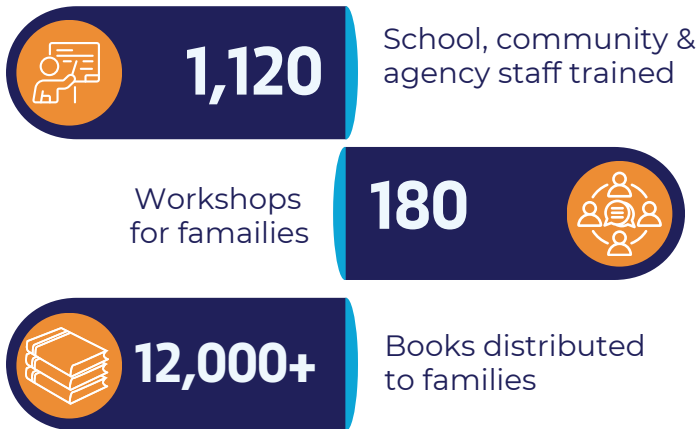 1,120
School, community &
agency staff trained
Workshops
for famailies
180
12,000+
Books distributed
to families